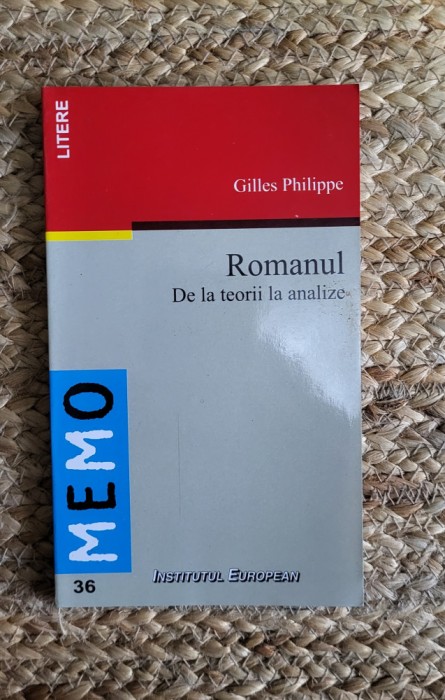 LITERE
Gilles Philippe
Romanul
De la teorii la analize
MEMO
36
INSTITUTUL EUROPEAN